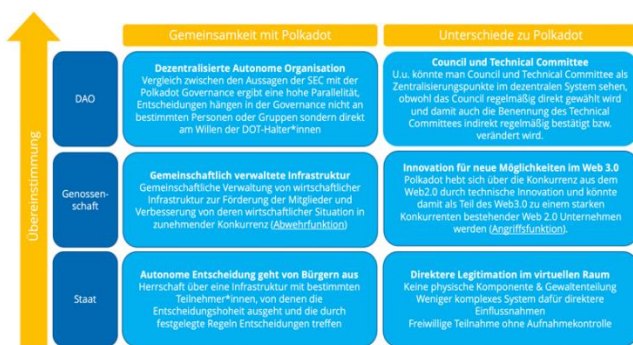 Gemeinsamkeit mit Polkadot
Unterschiede zu Polkadot
Übereinstimmung
DAO
Dezentralisierte Autonome Organisation
Vergleich zwischen den Aussagen der SEC mit der
Polkadot Governance ergibt eine hohe Parallelität,
Entscheidungen hängen in der Governance nicht an
bestimmten Personen oder Gruppen sondern direkt
am Willen der DOT-Halter*innen
Council und Technical Committee
U.u. könnte man Council und Technical Committee als
Zentralisierungspunkte im dezentralen System sehen,
obwohl das Council regelmäßig direkt gewählt wird
und damit auch die Benennung des Technical
Committees indirekt regelmäßig bestätigt bzw.
verändert wird.
Genossen-
schaft
Gemeinschaftlich verwaltete Infrastruktur
Gemeinschaftliche Verwaltung von wirtschaftlicher
Infrastruktur zur Förderung der Mitglieder und
Verbesserung von deren wirtschaftlicher Situation in
zunehmender Konkurrenz (Abwehrfunktion)
Innovation für neue Möglichkeiten im Web 3.0
Polkadot hebt sich über die Konkurrenz aus dem
Web2.0 durch technische Innovation und könnte
damit als Teil des Web3.0 zu einem starken
Konkurrenten bestehender Web 2.0 Unternehmen
werden (Angriffsfunktion).
Staat
Autonome Entscheidung geht von Bürgern aus
Herrschaft über eine Infrastruktur mit bestimmten
Teilnehmer*innen, von denen die
Entscheidungshoheit ausgeht und die durch
festgelegte Regeln Entscheidungen treffen
Direktere Legitimation im virtuellen Raum
Keine physische Komponente & Gewaltenteilung
Weniger komplexes System dafür direktere
Einflussnahmen
Freiwillige Teilnahme ohne Aufnahmekontrolle